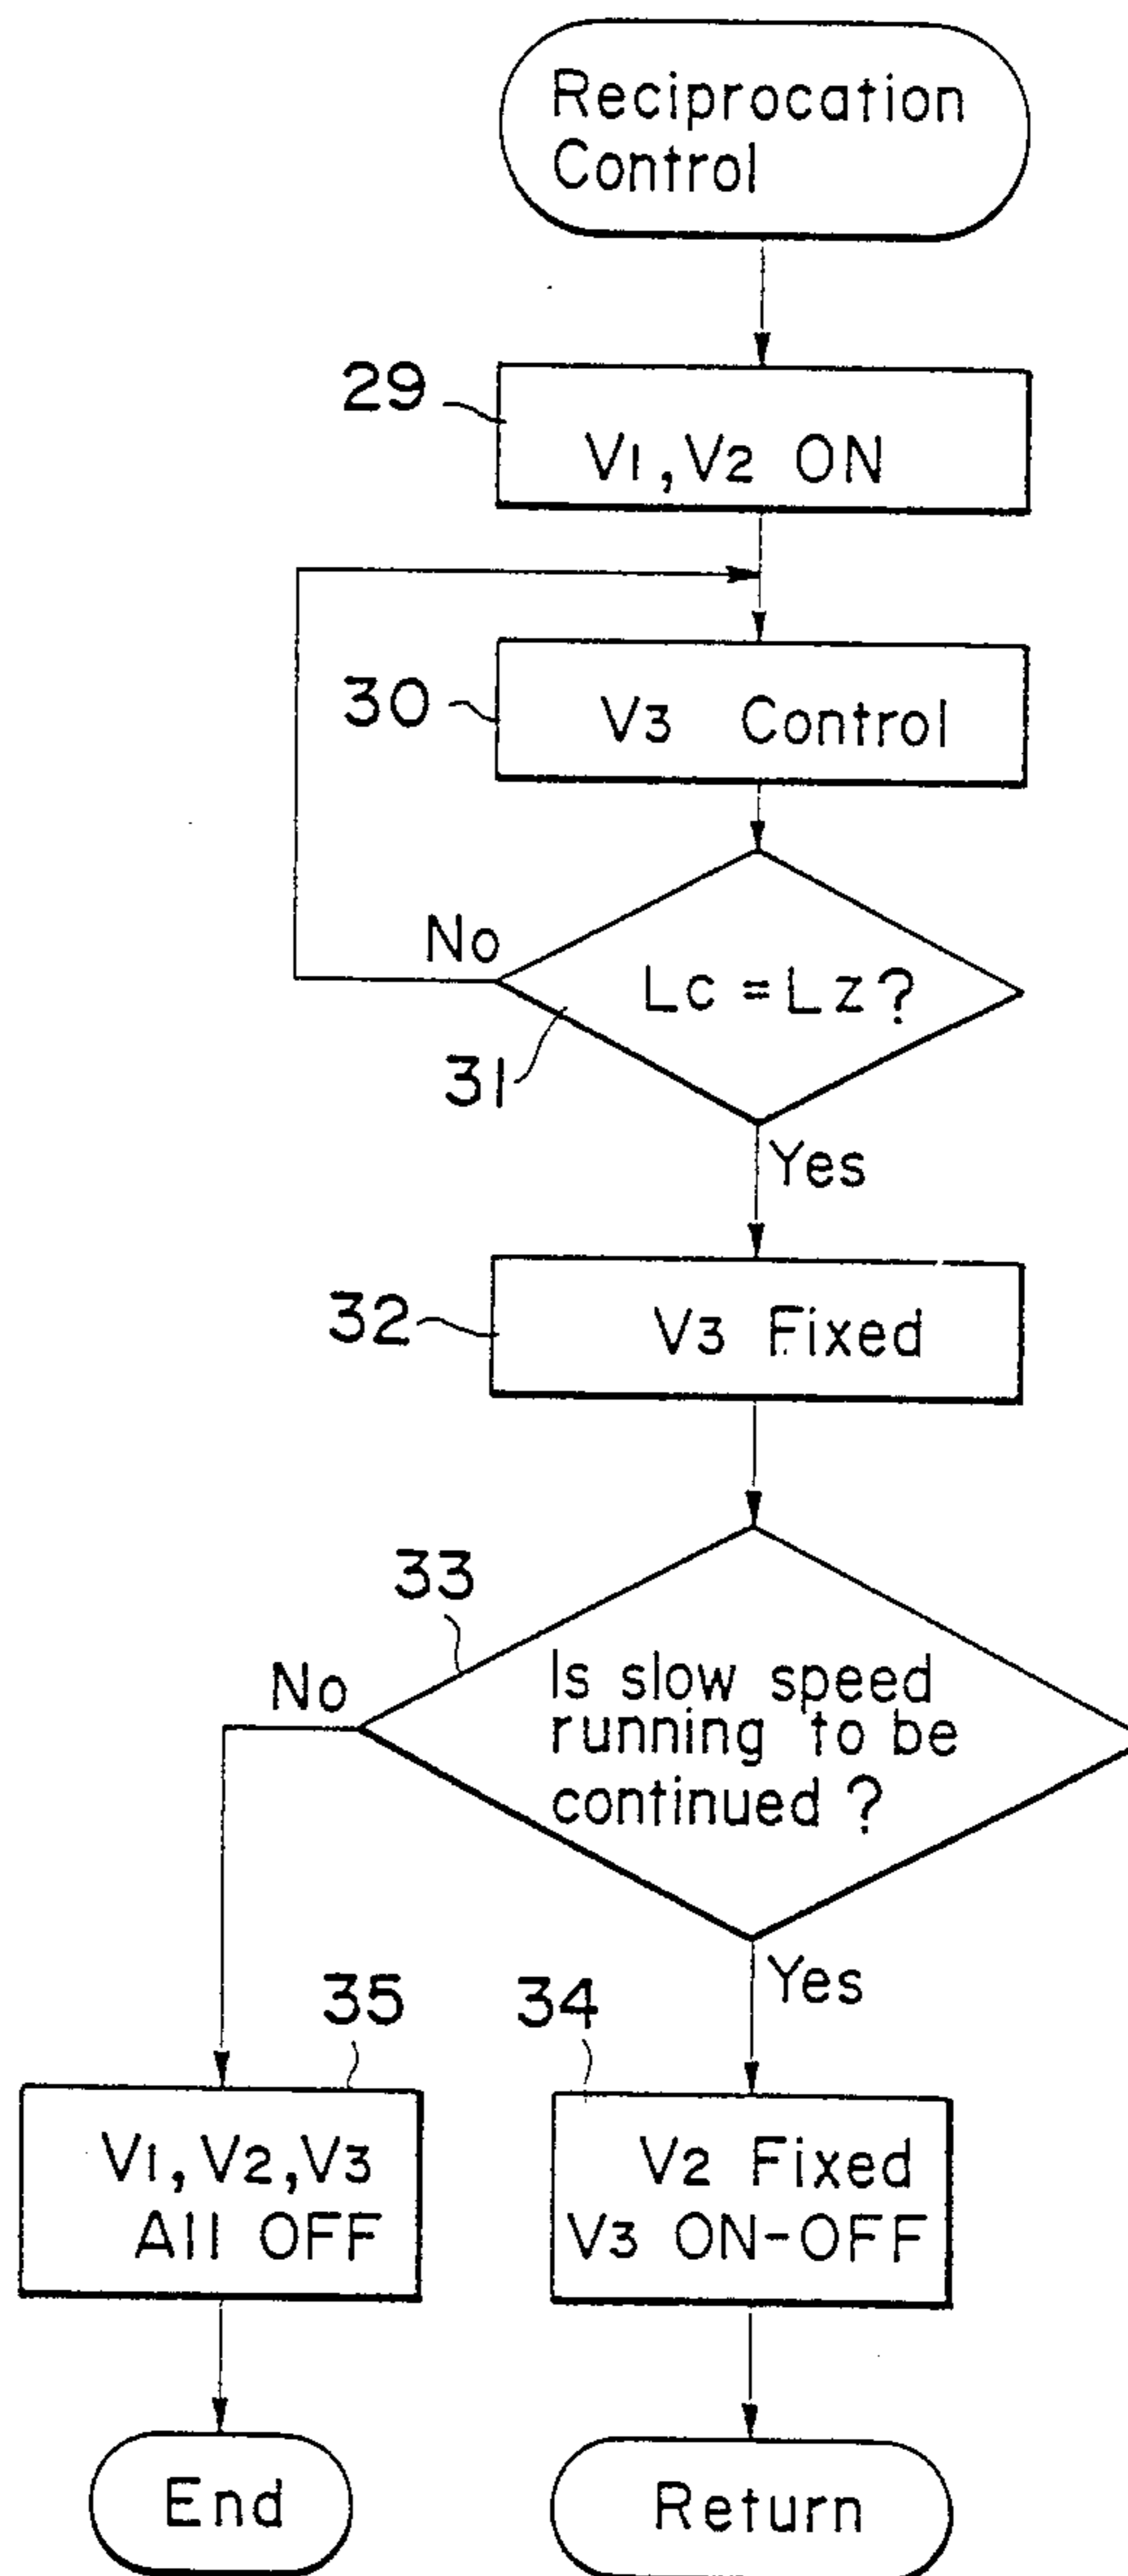 Reciprocation
Control
29
V1, V2 ON
30
V3 Control
No
Lc = Lz?
31
Yes
32
V3 Fixed
33
No
Is slow speed
running to be
continued ?
Yes
35
34
V1, V2, V3
All OFF
V2 Fixed
V3 ON-OFF
End
Return